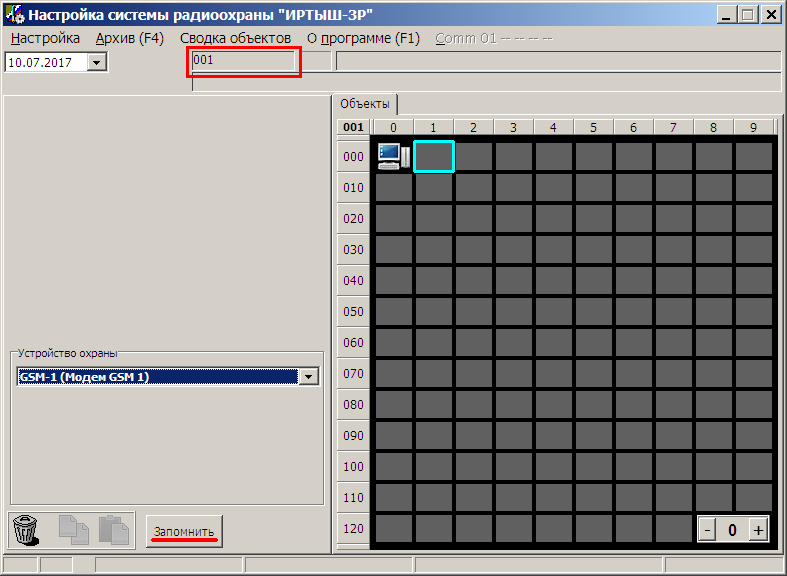 Настройка системы радиоохраны "ИРТЫШ-3Р"
Настройка Архив (F4) Сводка объектов О программе (F1) Comm 01 -- -- -- --
10.07.2017 001
Объекты
001 0 1 2 3 4 5 6 7 8 9
000
010
020
030
040
050
060
Устройство охраны
GSM-1 (Модем GSM 1)
070
080
090
100
110
120
Запомнить
- 0 +